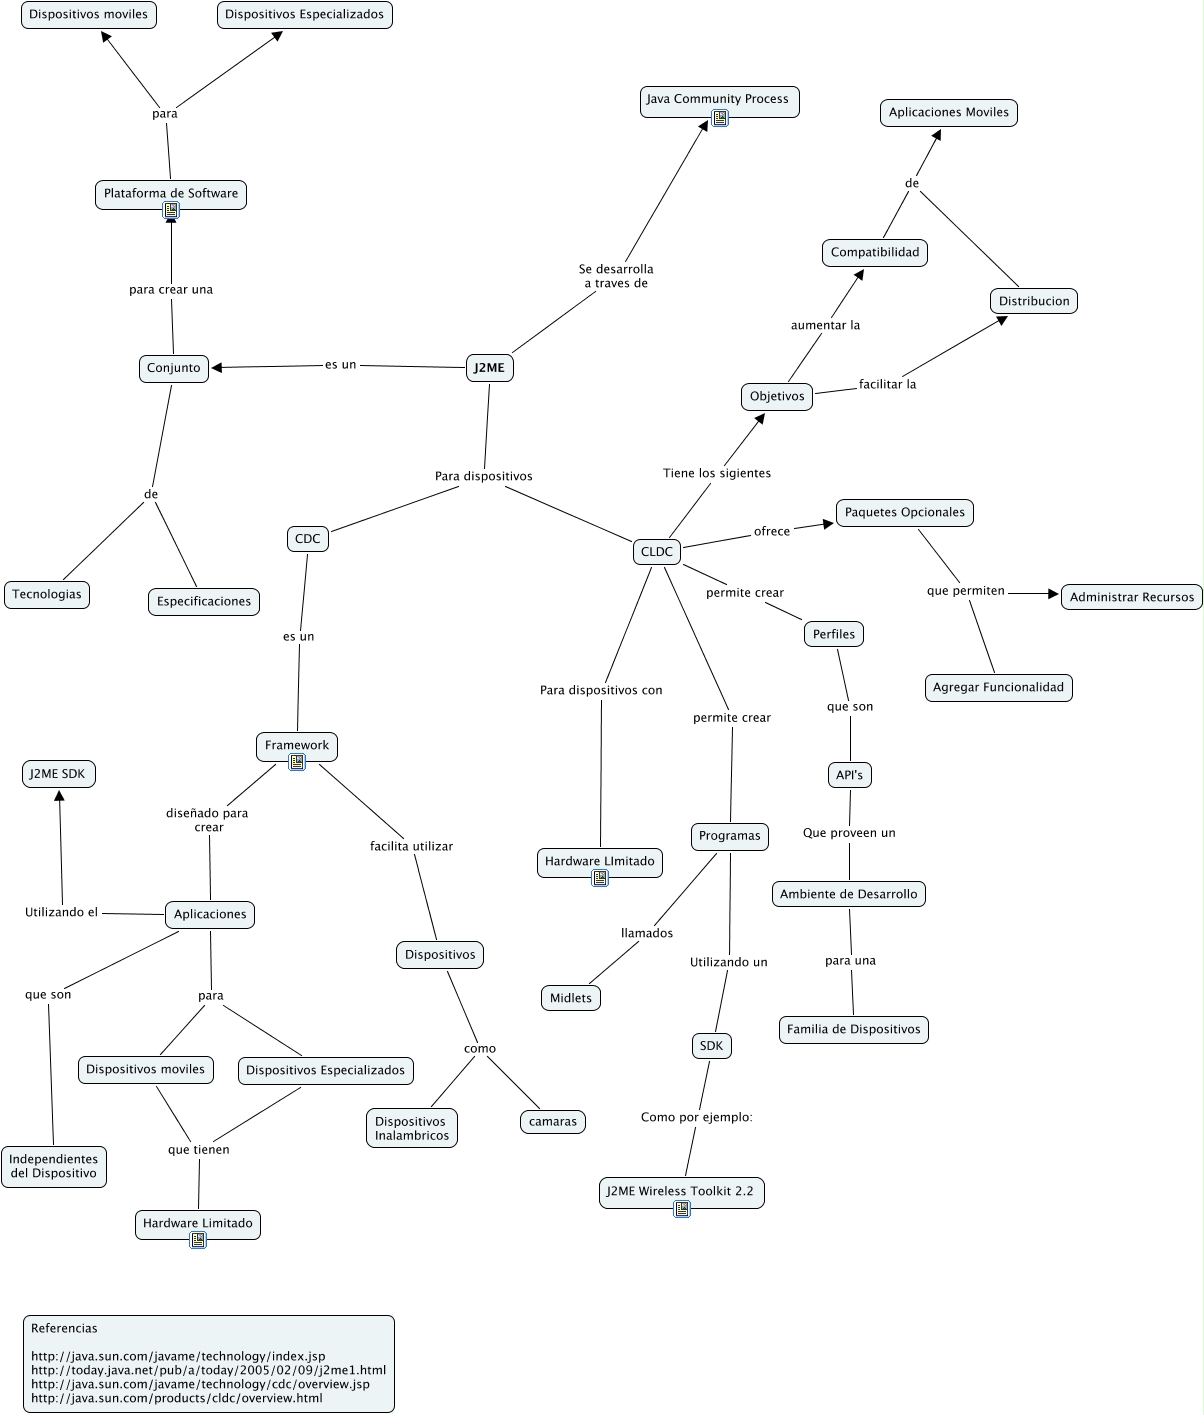 Dispositivos moviles
Dispositivos Especializados
para
Java Community Process
Aplicaciones Moviles
Plataforma de Software
de
Compatibilidad
Se desarrolla
a traves de
para crear una
Distribucion
aumentar la
Conjunto
es un
J2ME
facilitar la
Objetivos
Tiene los sigientes
Para dispositivos
de
Paquetes Opcionales
ofrece
CDC
CLDC
Tecnologias
Especificaciones
permite crear
que permiten
Administrar Recursos
es un
Perfiles
Para dispositivos con
Agregar Funcionalidad
que son
permite crear
Framework
J2ME SDK
API's
diseñado para
crear
facilita utilizar
Programas
Que proveen un
Hardware LImitado
Ambiente de Desarrollo
Utilizando el
Aplicaciones
llamados
Dispositivos
Utilizando un
para una
que son
para
Midlets
Familia de Dispositivos
como
SDK
Dispositivos moviles
Dispositivos Especializados
Dispositivos
Inalambricos
camaras
Como por ejemplo:
que tienen
Independientes
del Dispositivo
J2ME Wireless Toolkit 2.2
Hardware Limitado
Referencias
http://java.sun.com/javame/technology/index.jsp
http://today.java.net/pub/a/today/2005/02/09/j2me1.html
http://java.sun.com/javame/technology/cdc/overview.jsp
http://java.sun.com/products/cldc/overview.html